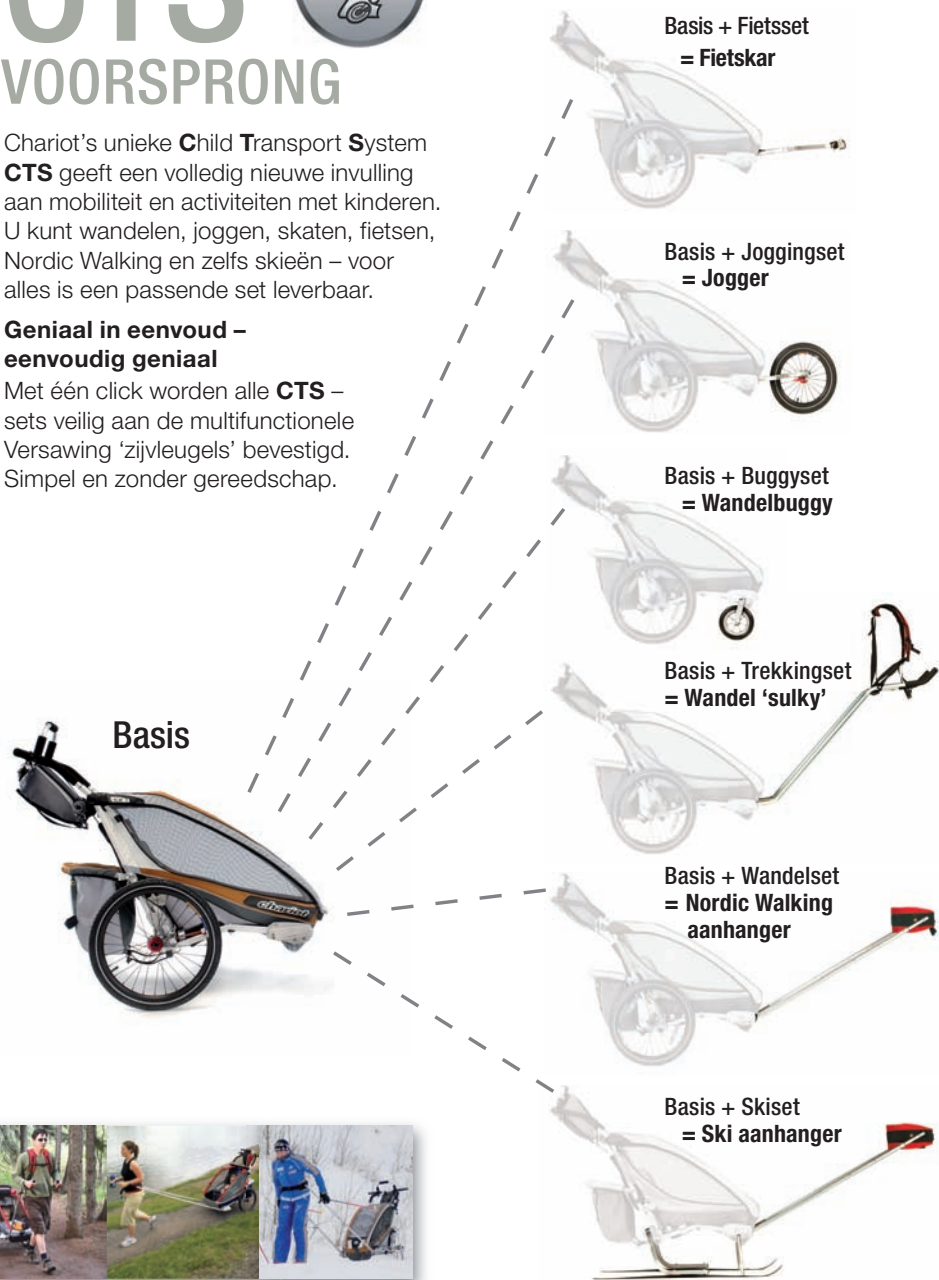 CTS
VOORSPRONG
Chariot’s unieke Child Transport System
CTS geeft een volledig nieuwe invulling
aan mobiliteit en activiteiten met kinderen.
U kunt wandelen, joggen, skaten, fietsen,
Nordic Walking en zelfs skieën – voor
alles is een passende set leverbaar.
Geniaal in eenvoud –
eenvoudig geniaal
Met één click worden alle CTS –
sets veilig aan de multifunctionele
Versawing ‘zijvleugels’ bevestigd.
Simpel en zonder gereedschap.
Basis
chariot
Basis + Fietsset
= Fietskar
Basis + Joggingset
= Jogger
Basis + Buggyset
= Wandelbuggy
Basis + Trekkingset
= Wandel ‘sulky’
Basis + Wandelset
= Nordic Walking
aanhanger
Basis + Skiset
= Ski aanhanger